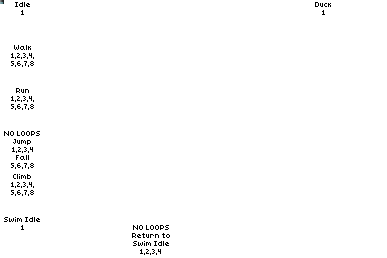 Idle
1
Duck
1
Walk
1,2,3,4,
5,6,7,8
Run
1,2,3,4,
5,6,7,8
NO LOOPS
Jump
1,2,3,4
Fall
5,6,7,8
Climb
1,2,3,4,
5,6,7,8
Swim Idle
1
NO LOOPS
Return to
Swim Idle
1,2,3,4